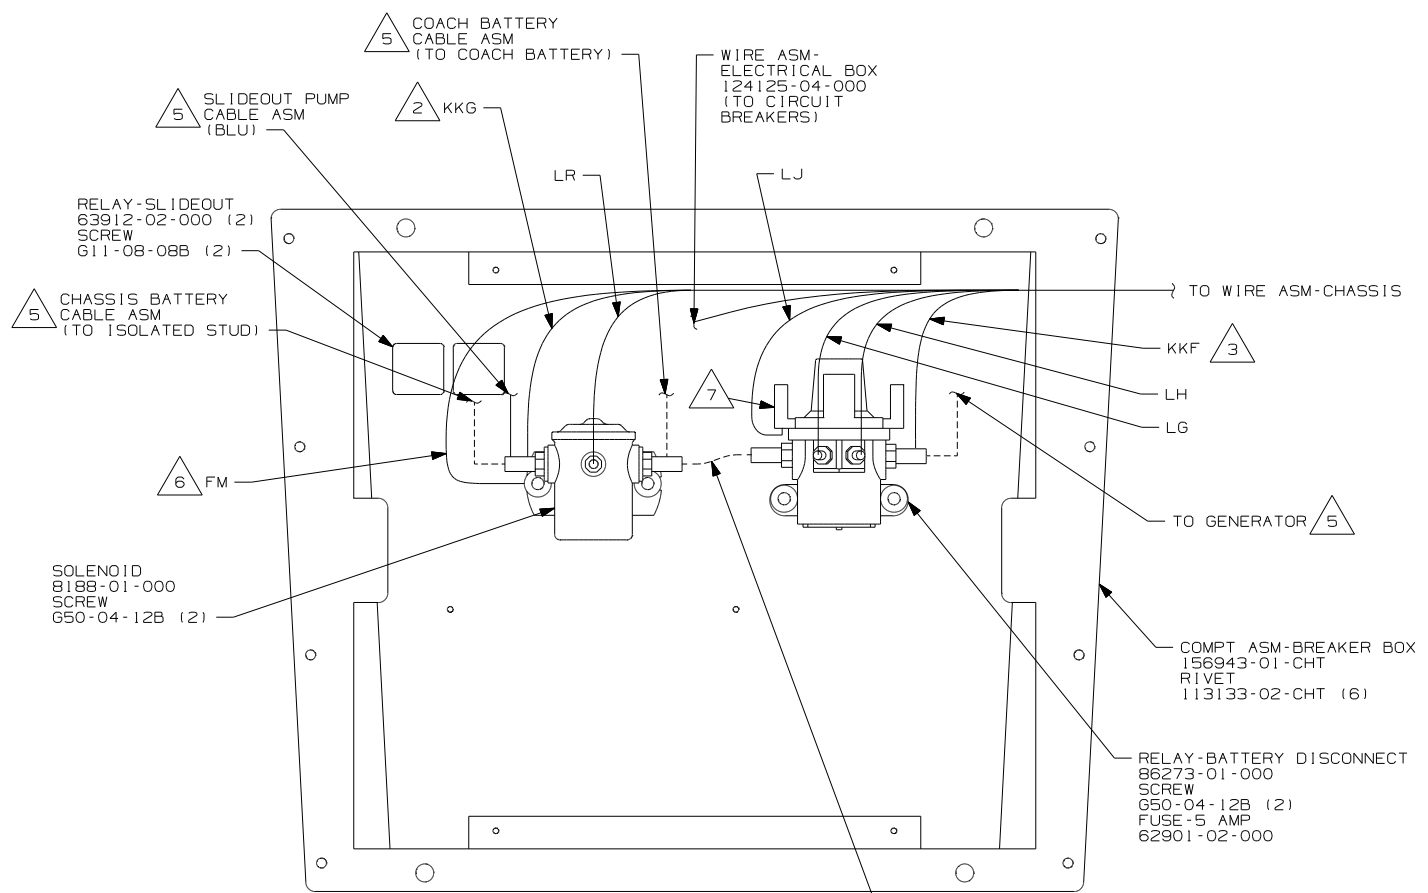 5
COACH BATTERY
CABLE ASM
(TO COACH BATTERY)
WIRE ASM-
ELECTRICAL BOX
124125-04-000
(TO CIRCUIT
BREAKERS)
5
SLIDEOUT PUMP
CABLE ASM
(BLU)
2
KKG
LR
LJ
RELAY-SLIDEOUT
63912-02-000 (2)
SCREW
G11-08-08B (2)
5
CHASSIS BATTERY
CABLE ASM
(TO ISOLATED STUD)
TO WIRE ASM-CHASSIS
KKF
3
7
LH
LG
6
FM
TO GENERATOR
5
SOLENOID
8188-01-000
SCREW
G50-04-12B (2)
COMPT ASM-BREAKER BOX
156943-01-CHT
RIVET
113133-02-CHT (6)
RELAY-BATTERY DISCONNECT
86273-01-000
SCREW
G50-04-12B (2)
FUSE-5 AMP
62901-02-000